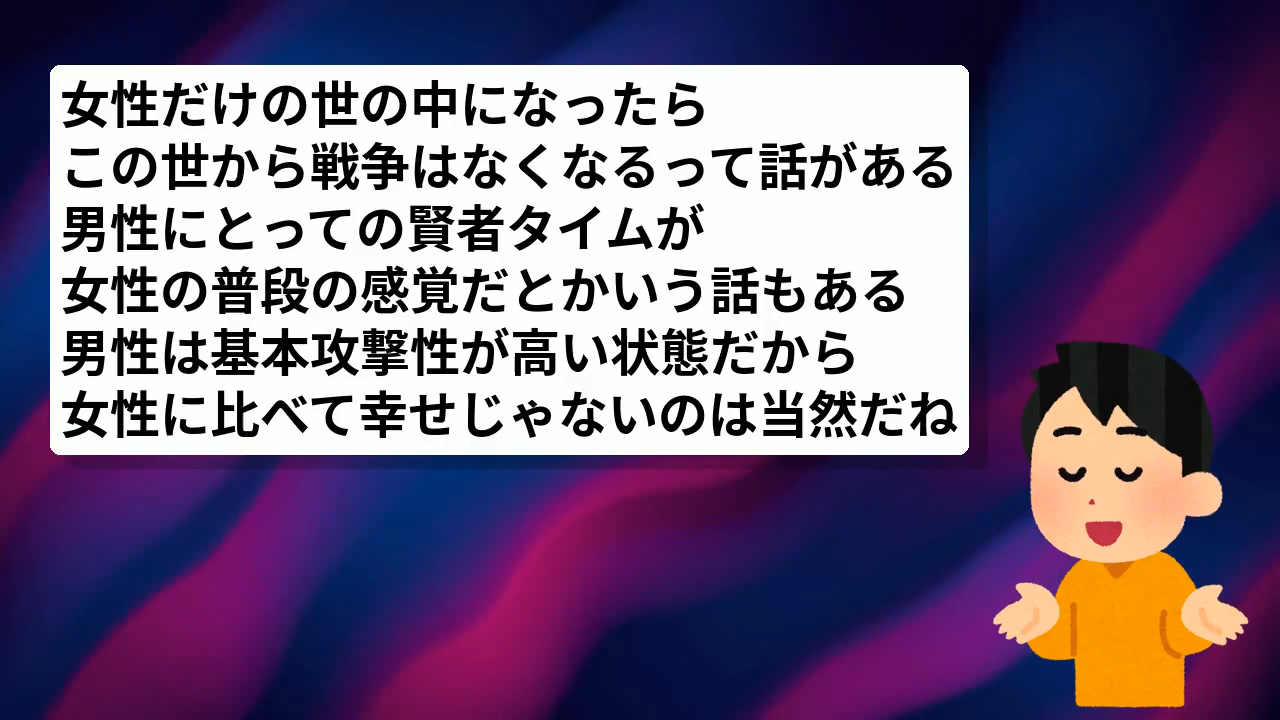 女性だけの世の中になったら
この世から戦争はなくなるって話がある
男性にとっての賢者タイムが
女性の普段の感覚だとかいう話もある
男性は基本攻撃性が高い状態だから
女性に比べて幸せじゃないのは当然だね